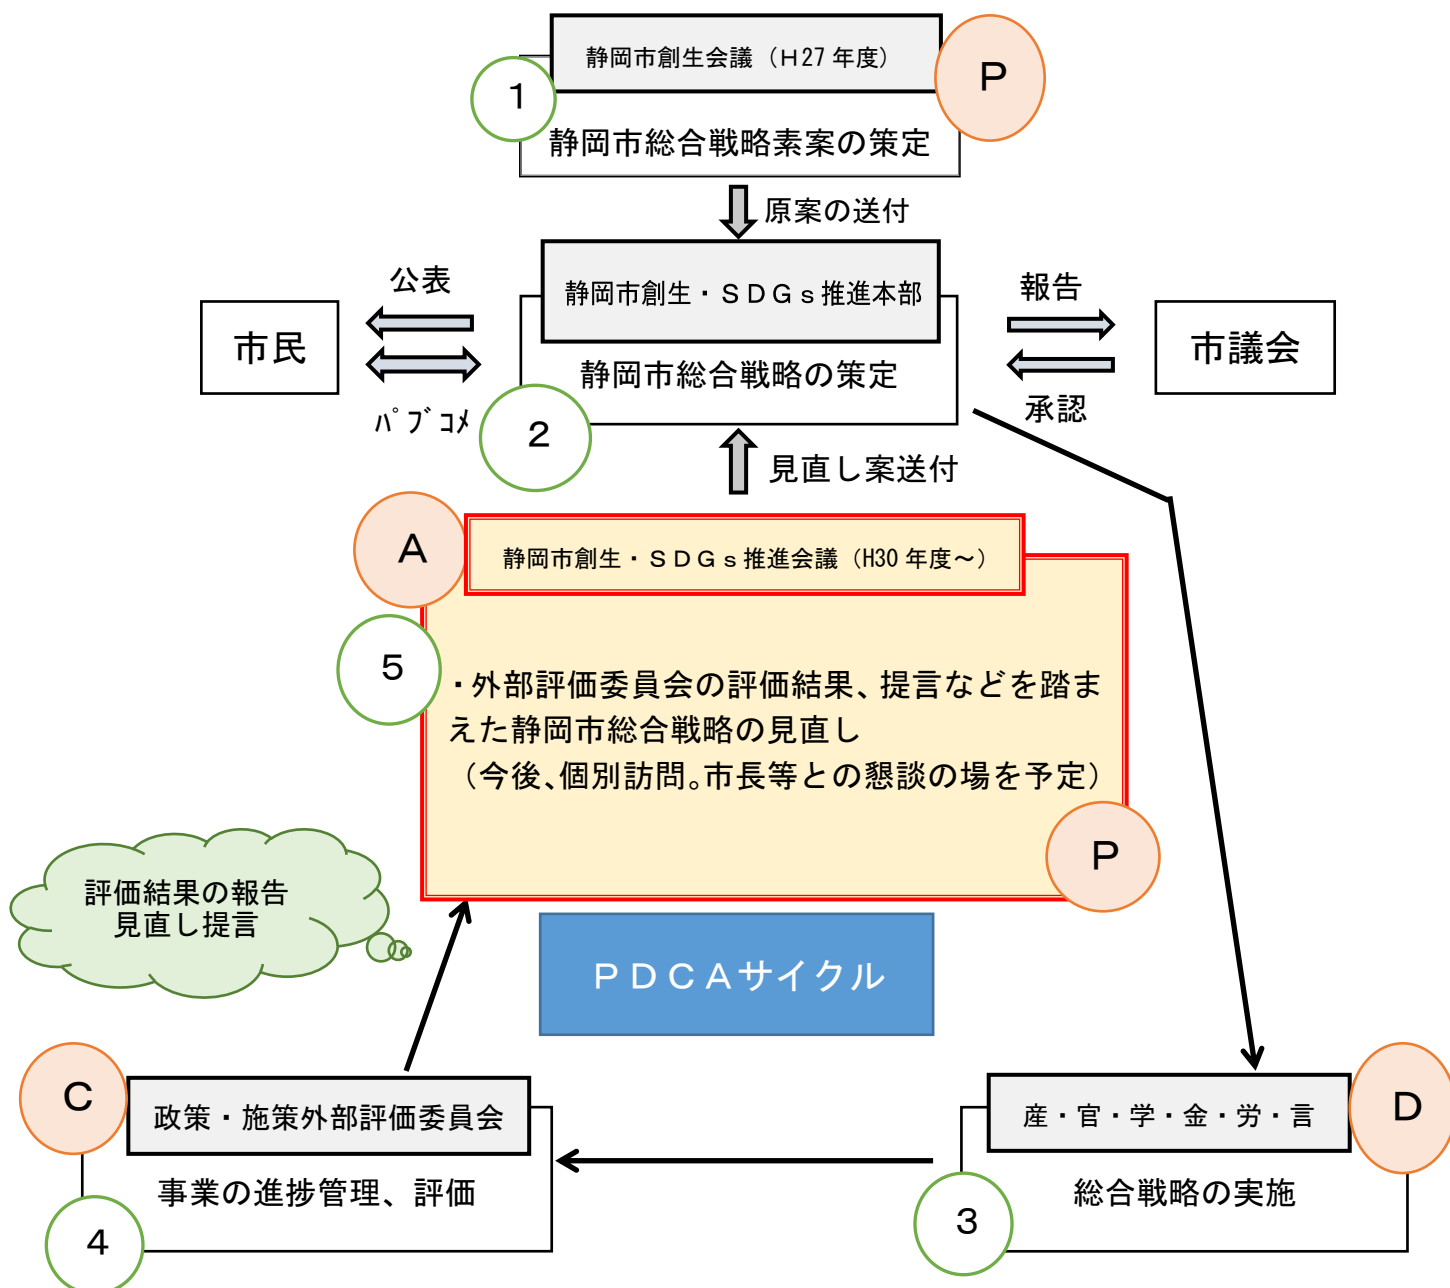 静岡市創生会議（H27年度）
P
1
静岡市総合戦略素案の策定
原案の送付
静岡市創生・SDGs推進本部
公表
報告
市民
市議会
静岡市総合戦略の策定
ﾊﾟﾌﾞｺﾒ
承認
2
見直し案送付
A
静岡市創生・SDGs推進会議（H30年度～）
5
・外部評価委員会の評価結果、提言などを踏ま
えた静岡市総合戦略の見直し
（今後、個別訪問。市長等との懇談の場を予定）
P
評価結果の報告
見直し提言
PDCAサイクル
C
政策・施策外部評価委員会
産・官・学・金・労・言
D
事業の進捗管理、評価
総合戦略の実施
4
3